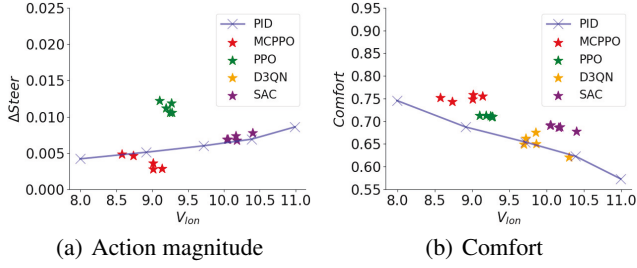 0.025
0.020
0.015
0.010
0.005
0.000
ΔSteer
8.0 8.5 9.0 9.5 10.0 10.5 11.0
V_lon
PID
MCPPO
PPO
D3QN
SAC
(a) Action magnitude
0.95
0.90
0.85
0.80
0.75
0.70
0.65
0.60
0.55
Comfort
8.0 8.5 9.0 9.5 10.0 10.5 11.0
V_lon
PID
MCPPO
PPO
D3QN
SAC
(b) Comfort